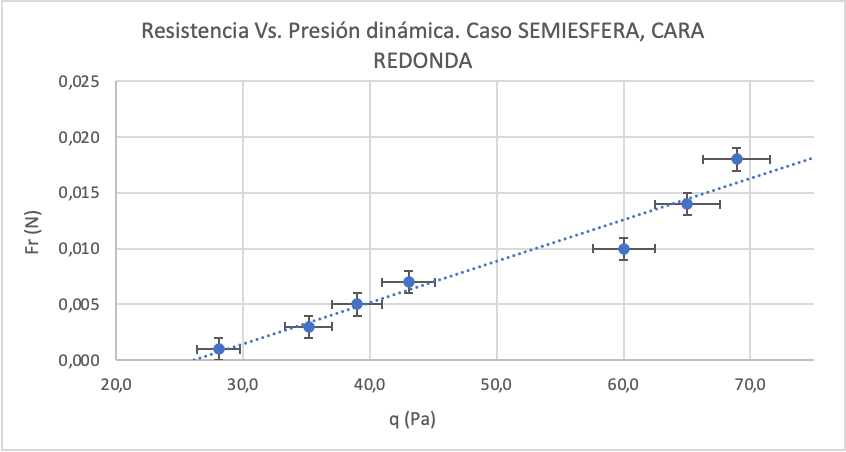 Resistencia Vs. Presión dinámica. Caso SEMIESFERA, CARA
REDONDA
0,025
0,020
0,015
0,010
0,005
0,000
Fr (N)
20,0 30,0 40,0 50,0 60,0 70,0
q (Pa)